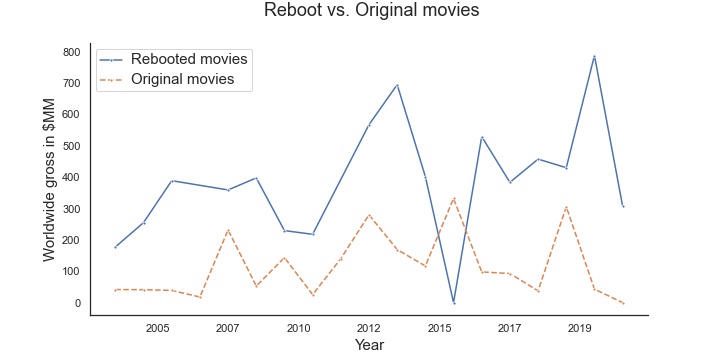 Reboot vs. Original movies
Rebooted movies
Original movies
Worldwide gross in $MM
800
700
600
500
400
300
200
100
0
2005 2007 2010 2012 2015 2017 2019
Year